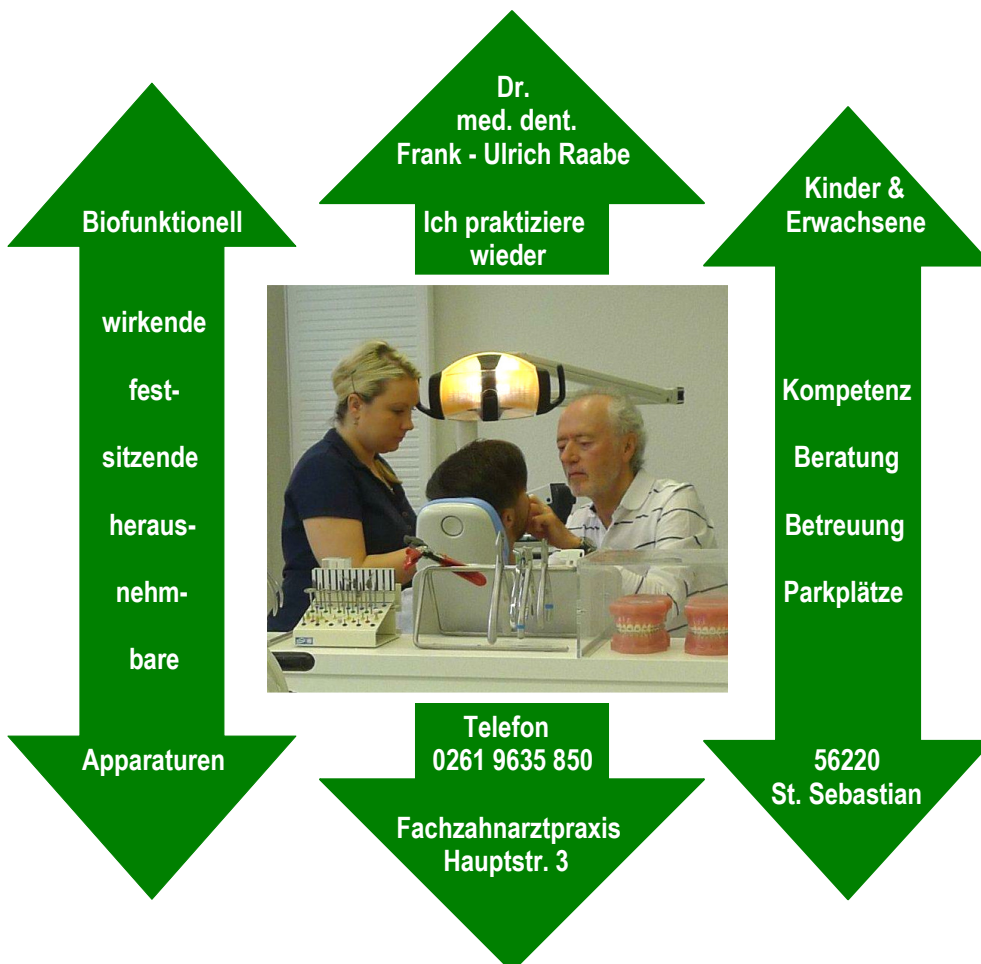 Dr.
med. dent.
Frank - Ulrich Raabe
Ich praktiziere
wieder
Biofunktionell
wirkende
fest-
sitzende
heraus-
nehm-
bare
Apparaturen
Kinder &
Erwachsene
Kompetenz
Beratung
Betreuung
Parkplätze
56220
St. Sebastian
Telefon
0261 9635 850
Fachzahnarztpraxis
Hauptstr. 3